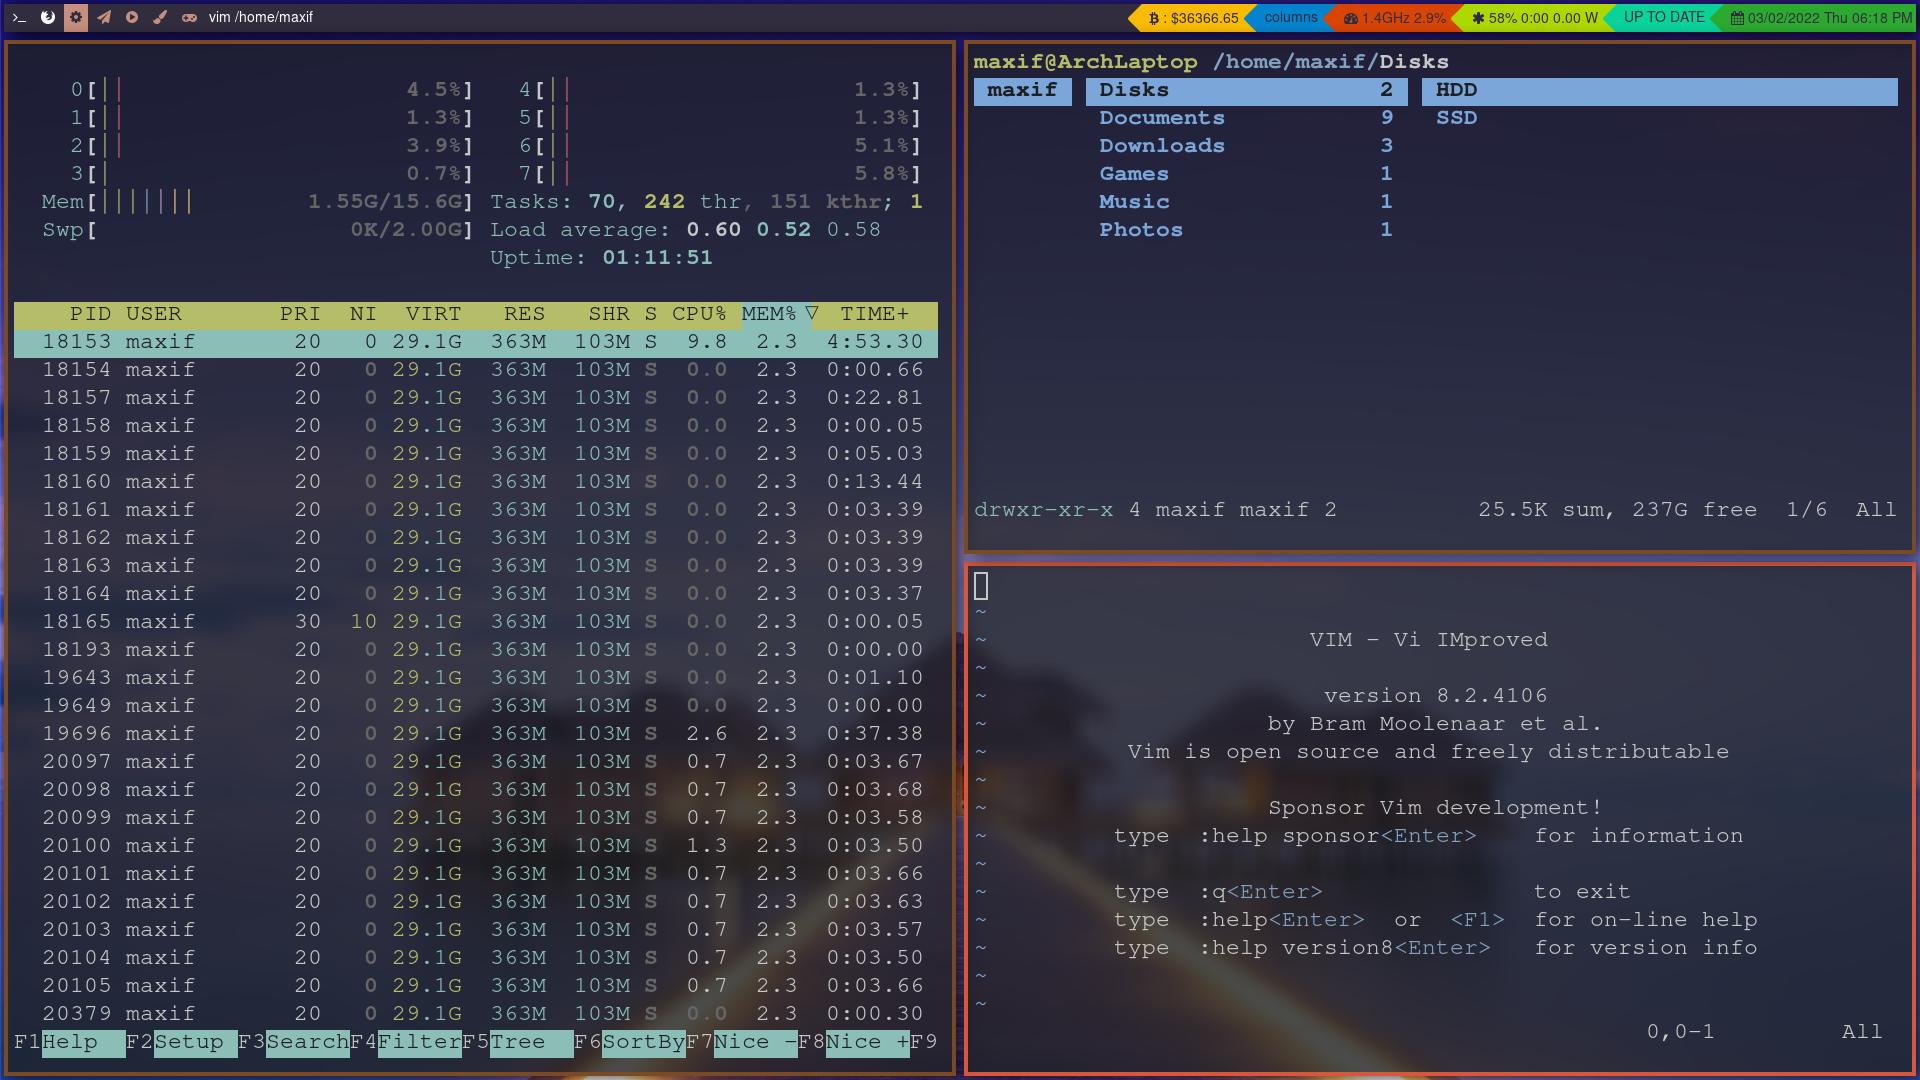 vim /home/maxif
: $36366.65 columns 1.4GHz 2.9% 58% 0:00 0.00 W UP TO DATE 03/02/2022 Thu 06:18 PM
0[|| 4.5%] 4[|| 1.3%]
1[|| 1.3%] 5[|| 1.3%]
2[|| 3.9%] 6[|| 5.1%]
3[| 0.7%] 7[|| 5.8%]
Mem[||||||| 1.55G/15.6G] Tasks: 70, 242 thr, 151 kthr; 1
Swp[ 0K/2.00G] Load average: 0.60 0.52 0.58
Uptime: 01:11:51
PID USER PRI NI VIRT RES SHR S CPU% MEM%▽ TIME+
18153 maxif 20 0 29.1G 363M 103M S 9.8 2.3 4:53.30
18154 maxif 20 0 29.1G 363M 103M S 0.0 2.3 0:00.66
18157 maxif 20 0 29.1G 363M 103M S 0.0 2.3 0:22.81
18158 maxif 20 0 29.1G 363M 103M S 0.0 2.3 0:00.05
18159 maxif 20 0 29.1G 363M 103M S 0.0 2.3 0:05.03
18160 maxif 20 0 29.1G 363M 103M S 0.0 2.3 0:13.44
18161 maxif 20 0 29.1G 363M 103M S 0.0 2.3 0:03.39
18162 maxif 20 0 29.1G 363M 103M S 0.0 2.3 0:03.39
18163 maxif 20 0 29.1G 363M 103M S 0.0 2.3 0:03.39
18164 maxif 20 0 29.1G 363M 103M S 0.0 2.3 0:03.37
18165 maxif 30 10 29.1G 363M 103M S 0.0 2.3 0:00.05
18193 maxif 20 0 29.1G 363M 103M S 0.0 2.3 0:00.00
19643 maxif 20 0 29.1G 363M 103M S 0.0 2.3 0:01.10
19649 maxif 20 0 29.1G 363M 103M S 0.0 2.3 0:00.00
19696 maxif 20 0 29.1G 363M 103M S 2.6 2.3 0:37.38
20097 maxif 20 0 29.1G 363M 103M S 0.7 2.3 0:03.67
20098 maxif 20 0 29.1G 363M 103M S 0.7 2.3 0:03.68
20099 maxif 20 0 29.1G 363M 103M S 0.7 2.3 0:03.58
20100 maxif 20 0 29.1G 363M 103M S 1.3 2.3 0:03.50
20101 maxif 20 0 29.1G 363M 103M S 0.7 2.3 0:03.66
20102 maxif 20 0 29.1G 363M 103M S 0.7 2.3 0:03.63
20103 maxif 20 0 29.1G 363M 103M S 0.7 2.3 0:03.57
20104 maxif 20 0 29.1G 363M 103M S 0.7 2.3 0:03.50
20105 maxif 20 0 29.1G 363M 103M S 0.7 2.3 0:03.66
20379 maxif 20 0 29.1G 363M 103M S 0.0 2.3 0:00.30
F1Help F2Setup F3SearchF4FilterF5Tree F6SortByF7Nice -F8Nice +F9
maxif@ArchLaptop /home/maxif/Disks
maxif Disks 2 HDD
Documents 9 SSD
Downloads 3
Games 1
Music 1
Photos 1
drwxr-xr-x 4 maxif maxif 2 25.5K sum, 237G free 1/6 All
~
~ VIM - Vi IMproved
~
~ version 8.2.4106
~ by Bram Moolenaar et al.
~ Vim is open source and freely distributable
~
~ Sponsor Vim development!
~ type :help sponsor<Enter> for information
~
~ type :q<Enter> to exit
~ type :help<Enter> or <F1> for on-line help
~ type :help version8<Enter> for version info
~
~
0,0-1 All